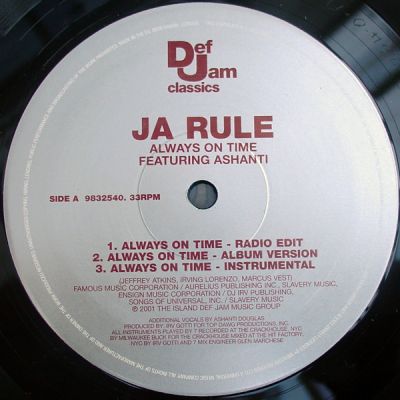 Def
Jam
classics
JA RULE
ALWAYS ON TIME
FEATURING ASHANTI
SIDE A 9832540. 33RPM
1. ALWAYS ON TIME - RADIO EDIT
2. ALWAYS ON TIME - ALBUM VERSION
3. ALWAYS ON TIME - INSTRUMENTAL
(JEFFREY ATKINS, IRVING LORENZO, MARCUS VEST)
FAMOUS MUSIC CORPORATION / AURELIUS PUBLISHING INC., SLAVERY MUSIC,
ENSIGN MUSIC CORPORATION / DJ IRV PUBLISHING,
SONGS OF UNIVERSAL, INC. / SLAVERY MUSIC
℗ 2001 THE ISLAND DEF JAM MUSIC GROUP
ADDITIONAL VOCALS BY ASHANTI DOUGLAS
PRODUCED BY: IRV GOTTI FOR TOP DAWG PRODUCTIONS, INC.
ALL INSTRUMENTS PLAYED BY 7 RECORDED AT THE CRACKHOUSE, NYC
BY MILWAUKEE BUCK FOR THE CRACKHOUSE MIXED AT THE HIT FACTORY,
NYC BY IRV GOTTI AND 7 MIX ENGINEER GLEN MARCHESE